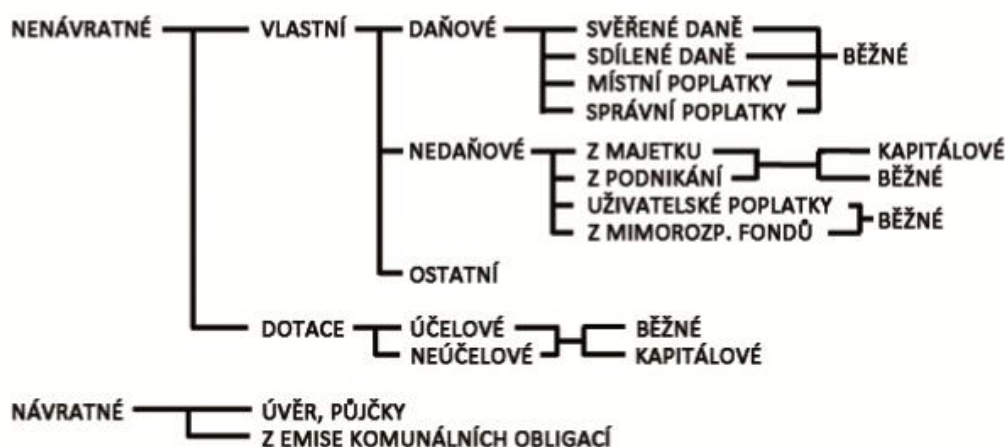 NENÁVRATNÉ VLASTNÍ DAŇOVÉ SVĚŘENÉ DANĚ
SDÍLENÉ DANĚ BĚŽNÉ
MÍSTNÍ POPLATKY
SPRÁVNÍ POPLATKY
NEDAŇOVÉ Z MAJETKU KAPITÁLOVÉ
Z PODNIKÁNÍ BĚŽNÉ
UŽIVATELSKÉ POPLATKY
BĚŽNÉ
Z MIMOROZP. FONDŮ
OSTATNÍ
DOTACE ÚČELOVÉ BĚŽNÉ
NEÚČELOVÉ KAPITÁLOVÉ
NÁVRATNÉ ÚVĚR, PŮJČKY
Z EMISE KOMUNÁLNÍCH OBLIGACÍ